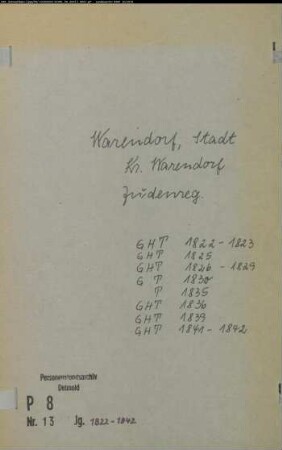 Warendorf, Stadt
Kr. Warendorf
Judenreg.
GHT 1822-1823
GHT 1825
GHT 1826 - 1829
G T 1830
T 1835
GHT 1836
GHT 1839
GHT 1841-1842
Personenstandsarchiv
Detmold
P 8
Nr. 13 Jg. 1822-1842